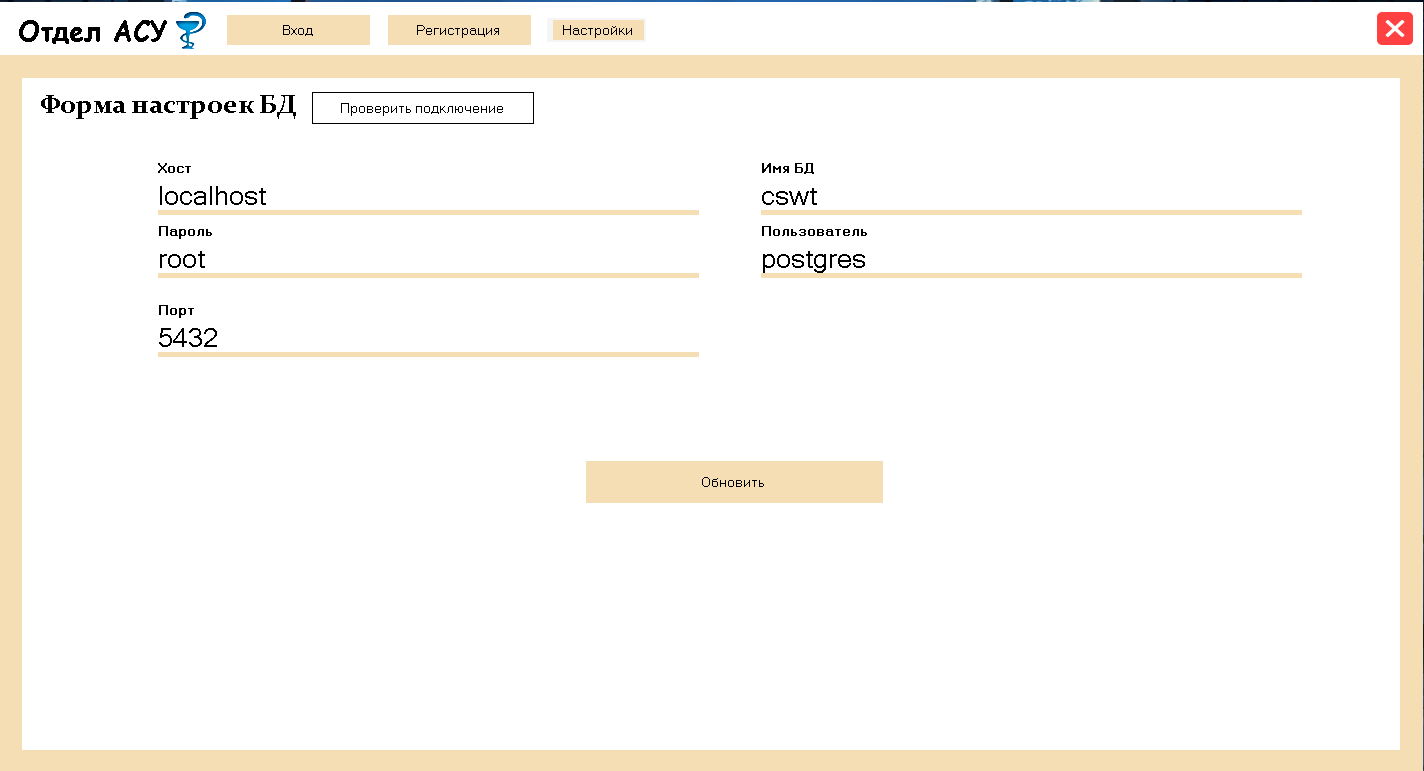 Отдел АСУ
Вход
Регистрация
Настройки
Форма настроек БД
Проверить подключение
Хост
localhost
Имя БД
cswt
Пароль
root
Пользователь
postgres
Порт
5432
Обновить